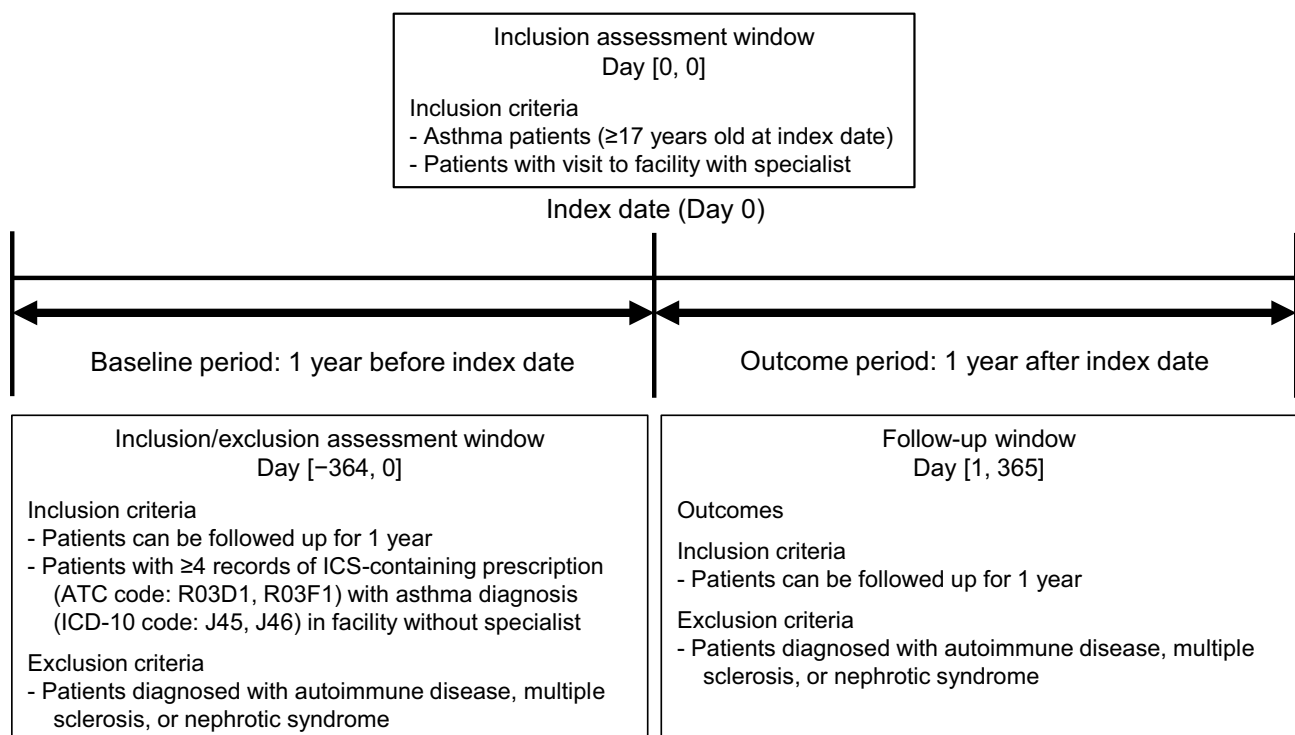 Inclusion assessment window
Day [0, 0]
Inclusion criteria
- Asthma patients (≥17 years old at index date)
- Patients with visit to facility with specialist
Index date (Day 0)
Baseline period: 1 year before index date
Outcome period: 1 year after index date
Inclusion/exclusion assessment window
Day [−364, 0]
Inclusion criteria
- Patients can be followed up for 1 year
- Patients with ≥4 records of ICS-containing prescription
(ATC code: R03D1, R03F1) with asthma diagnosis
(ICD-10 code: J45, J46) in facility without specialist
Exclusion criteria
- Patients diagnosed with autoimmune disease, multiple
sclerosis, or nephrotic syndrome
Follow-up window
Day [1, 365]
Outcomes
Inclusion criteria
- Patients can be followed up for 1 year
Exclusion criteria
- Patients diagnosed with autoimmune disease, multiple
sclerosis, or nephrotic syndrome